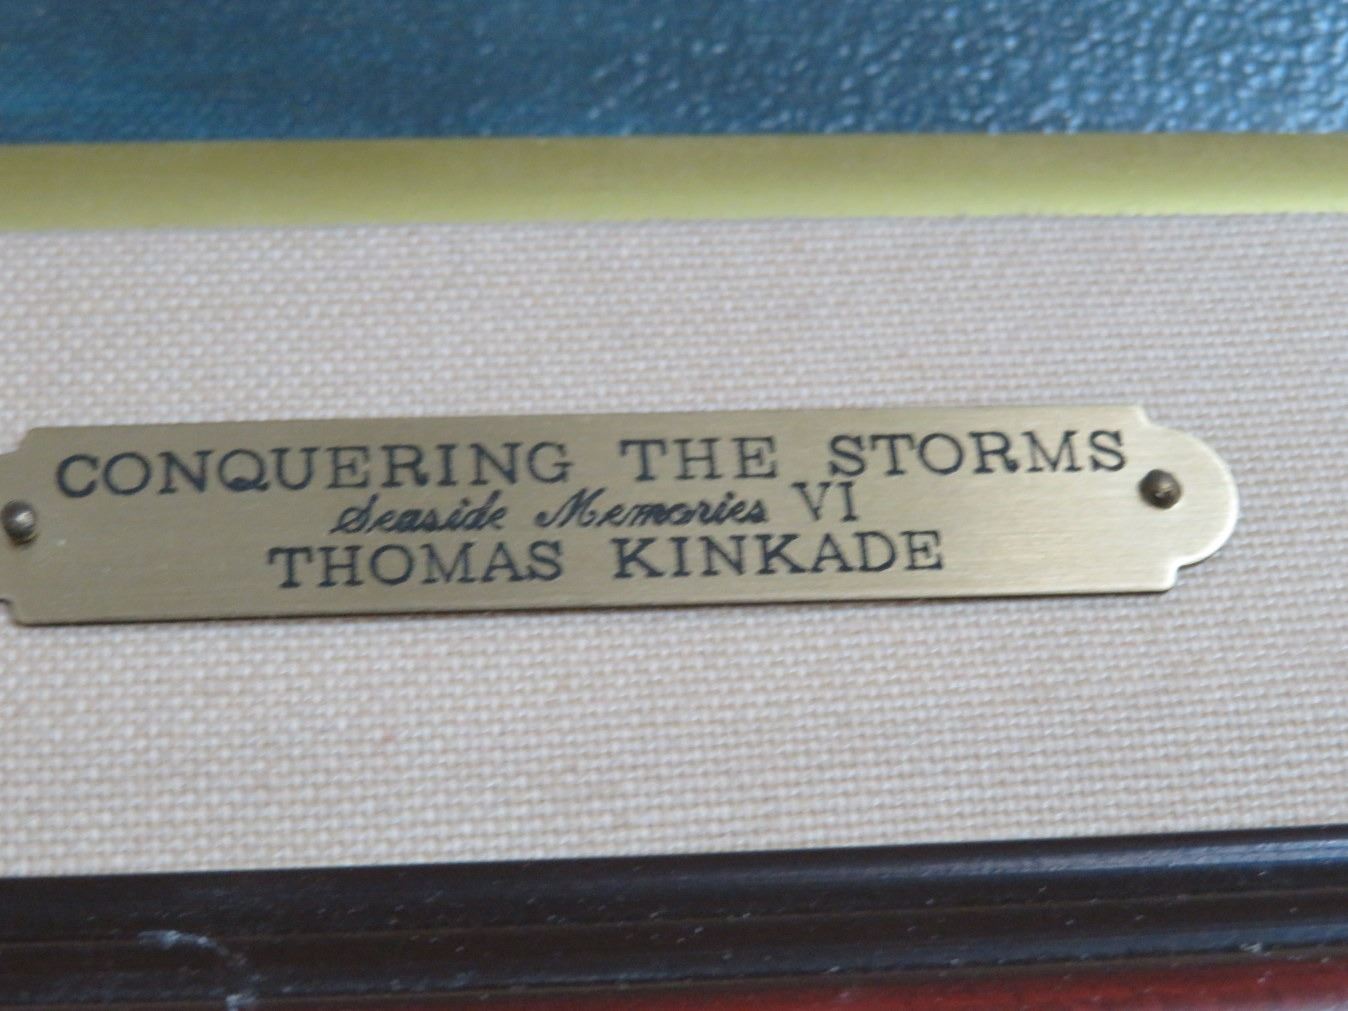 CONQUERING THE STORMS
Seaside Memories VI
THOMAS KINKADE